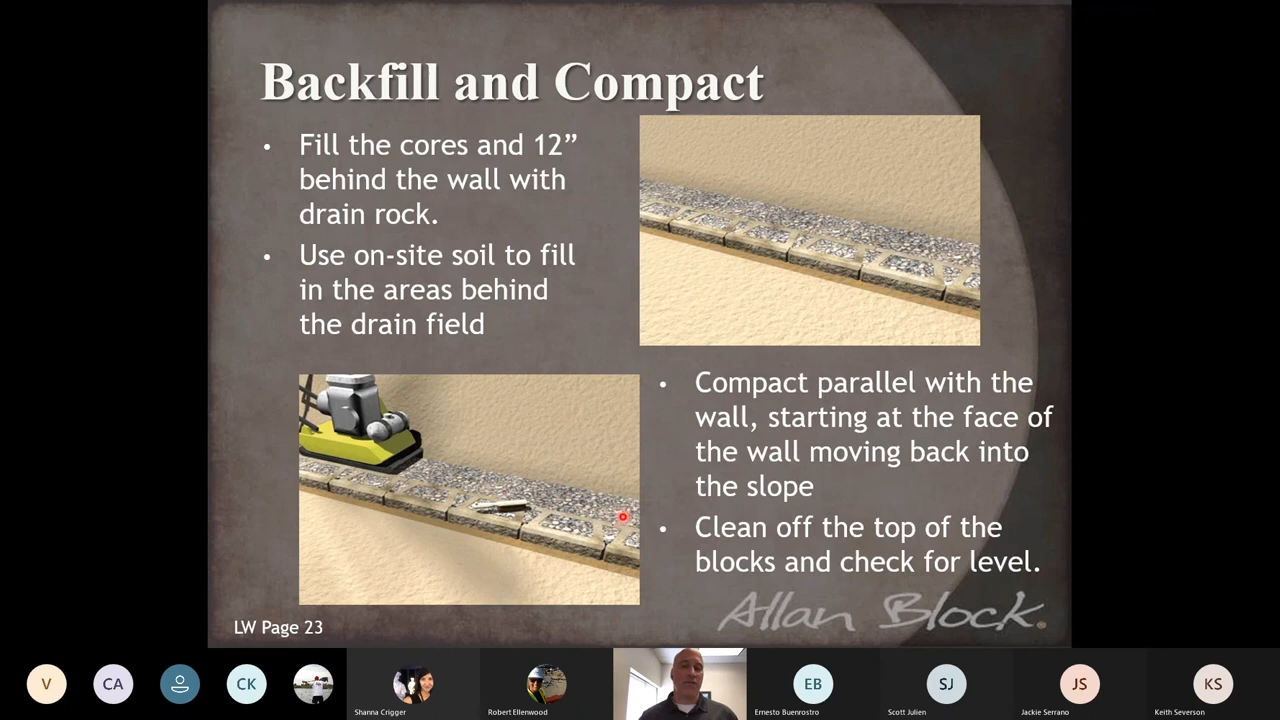 Backfill and Compact
• Fill the cores and 12”
behind the wall with
drain rock.
• Use on-site soil to fill
in the areas behind
the drain field
• Compact parallel with the
wall, starting at the face of
the wall moving back into
the slope
• Clean off the top of the
blocks and check for level.
Allan Block.
LW Page 23
V
CA
CK
EB
SJ
JS
KS
Shanna Crigger
Robert Ellenwood
Ernesto Buenrostro
Scott Julien
Jackie Serrano
Keith Severson